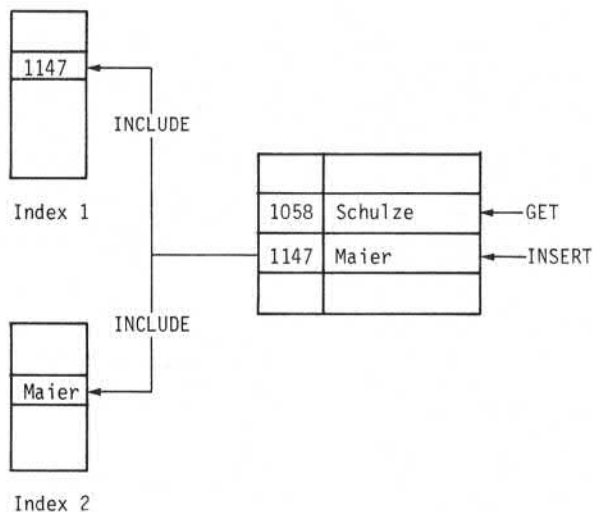 1147
INCLUDE
Index 1
1058 Schulze
GET
1147 Maier
INSERT
INCLUDE
Maier
Index 2